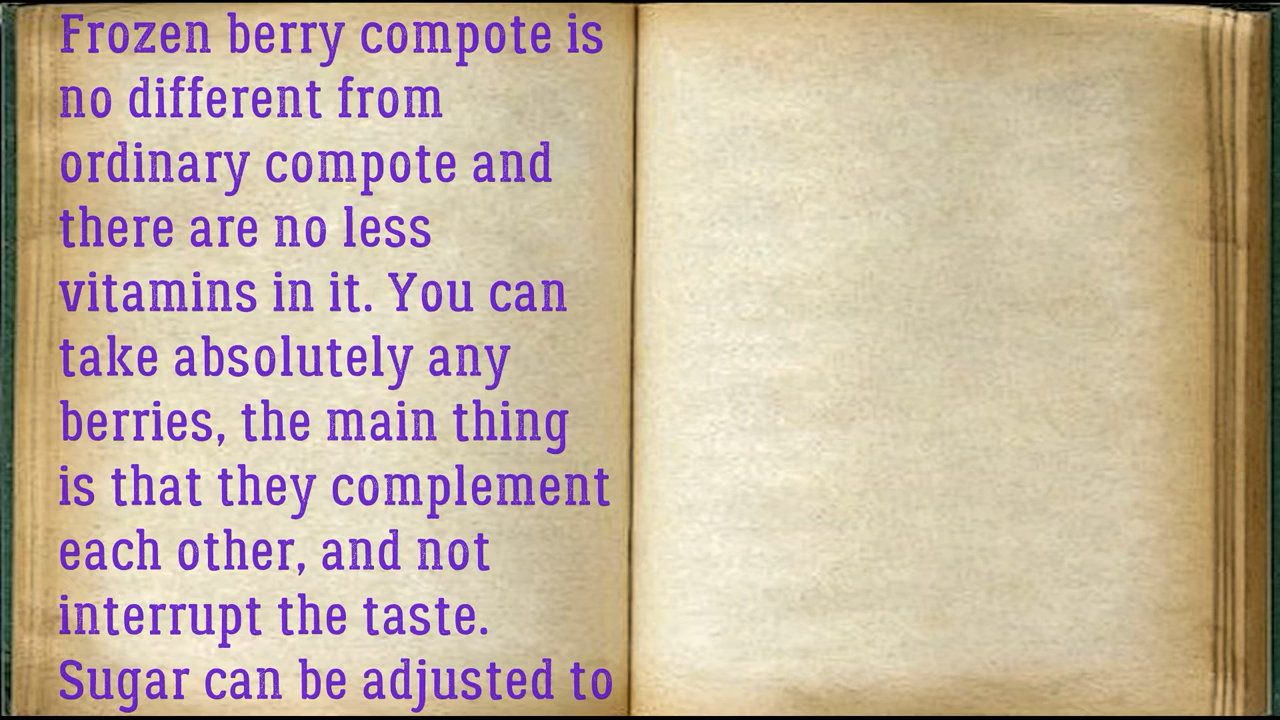 Frozen berry compote is
no different from
ordinary compote and
there are no less
vitamins in it. You can
take absolutely any
berries, the main thing
is that they complement
each other, and not
interrupt the taste.
Sugar can be adjusted to